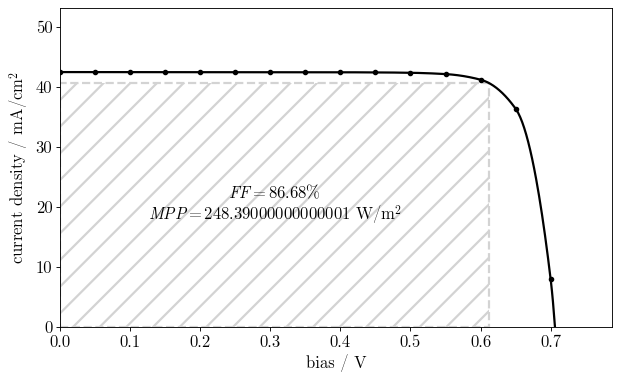 50
40
30
20
10
0
current density / mA/cm²
FF = 86.68%
MPP = 248.39000000000001 W/m²
0.0 0.1 0.2 0.3 0.4 0.5 0.6 0.7
bias / V